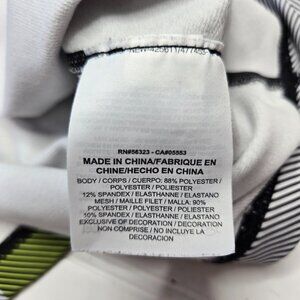 RN#56323 - CA#05553
MADE IN CHINA/FABRIQUE EN
CHINE/HECHO EN CHINA
BODY / CORPS / CUERPO: 88% POLYESTER /
POLYESTER / POLIESTER
12% SPANDEX / ELASTHANNE / ELASTANO
MESH / MAILLE FILET / MALLA: 90%
POLYESTER / POLYESTER / POLIESTER
10% SPANDEX / ELASTHANNE / ELASTANO
EXCLUSIVE OF DECORATION / DECORATION
NON COMPRISE / NO INCLUYE LA
DECORACION